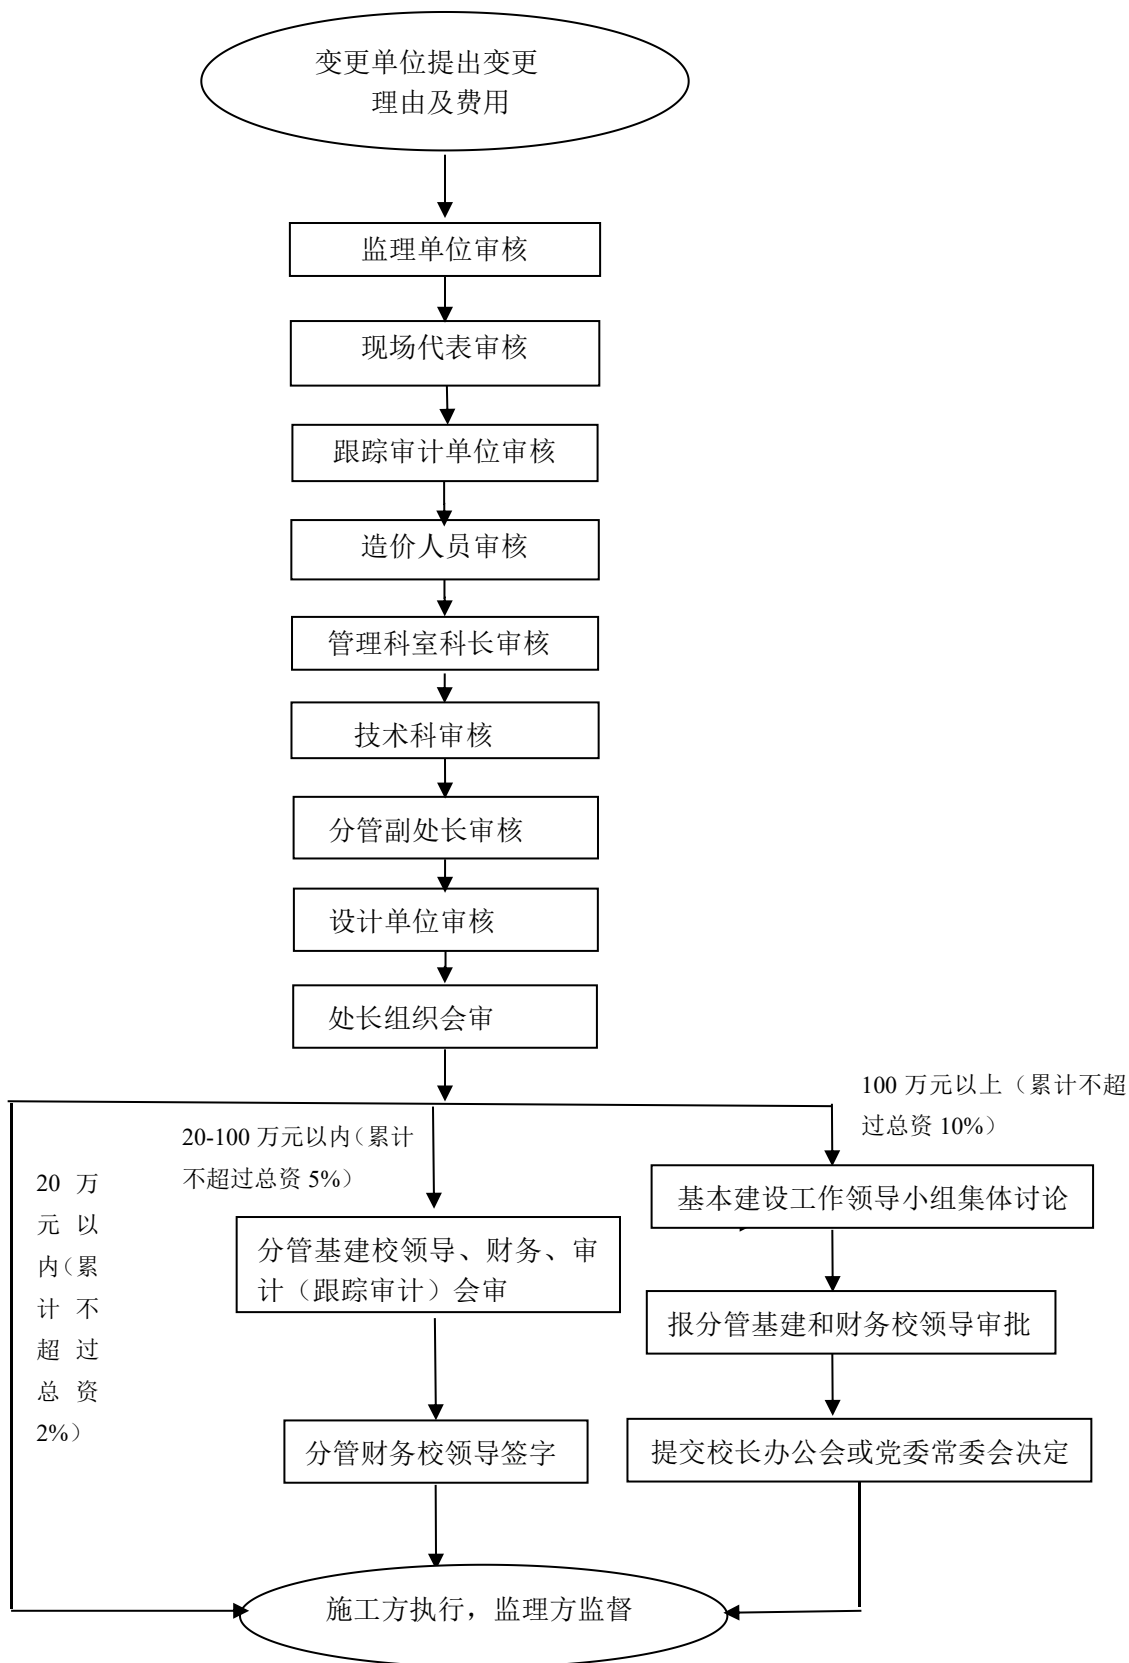 变更单位提出变更
理由及费用
监理单位审核
现场代表审核
跟踪审计单位审核
造价人员审核
管理科室科长审核
技术科审核
分管副处长审核
设计单位审核
处长组织会审
20 万
元以
内（累
计不
超过
总资
2%）
20-100 万元以内（累计
不超过总资 5%）
分管基建校领导、财务、审
计（跟踪审计）会审
分管财务校领导签字
100 万元以上（累计不超
过总资 10%）
基本建设工作领导小组集体讨论
报分管基建和财务校领导审批
提交校长办公会或党委常委会决定
施工方执行，监理方监督